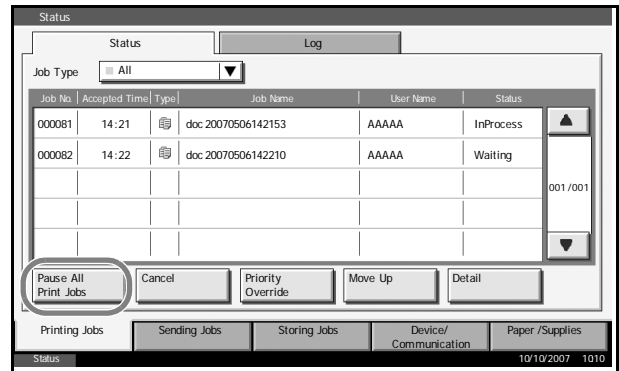 Status
Status Log
Job Type All
Job No. Accepted Time Type Job Name User Name Status
000081 14:21 doc 20070506142153 AAAAA InProcess
000082 14:22 doc 20070506142210 AAAAA Waiting
001/001
Pause All Cancel Priority Move Up Detail
Print Jobs Override
Printing Jobs Sending Jobs Storing Jobs Device/ Paper /Supplies
Communication
Status 10/10/2007 1010